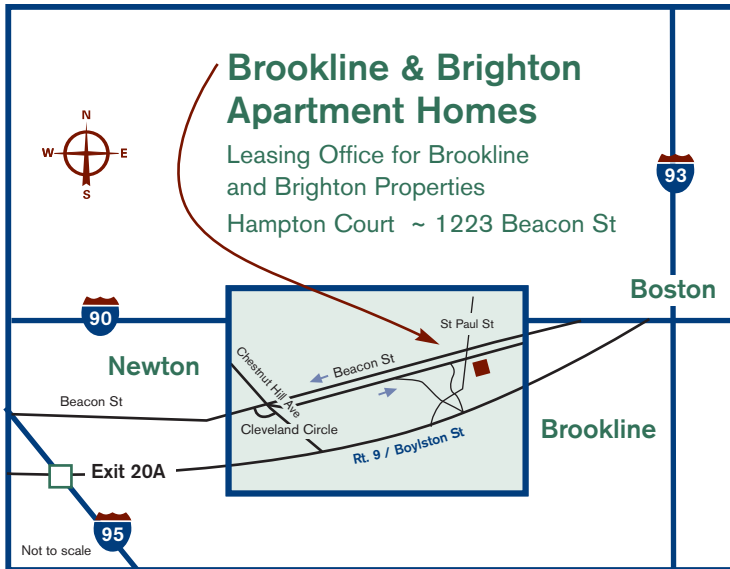 Brookline & Brighton
Apartment Homes
Leasing Office for Brookline
and Brighton Properties
Hampton Court ~ 1223 Beacon St
N
W
E
S
93
Boston
90
St Paul St
Newton
Beacon St
Chestnut Hill Ave
Beacon St
Cleveland Circle
Brookline
Rt. 9 / Boylston St
Exit 20A
95
Not to scale